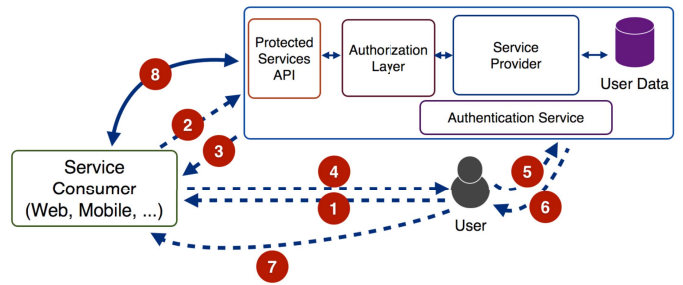 Protected
Services
API
Authorization
Layer
Service
Provider
User Data
Authentication Service
8
2
3
Service
Consumer
(Web, Mobile, ...)
4
1
5
6
User
7